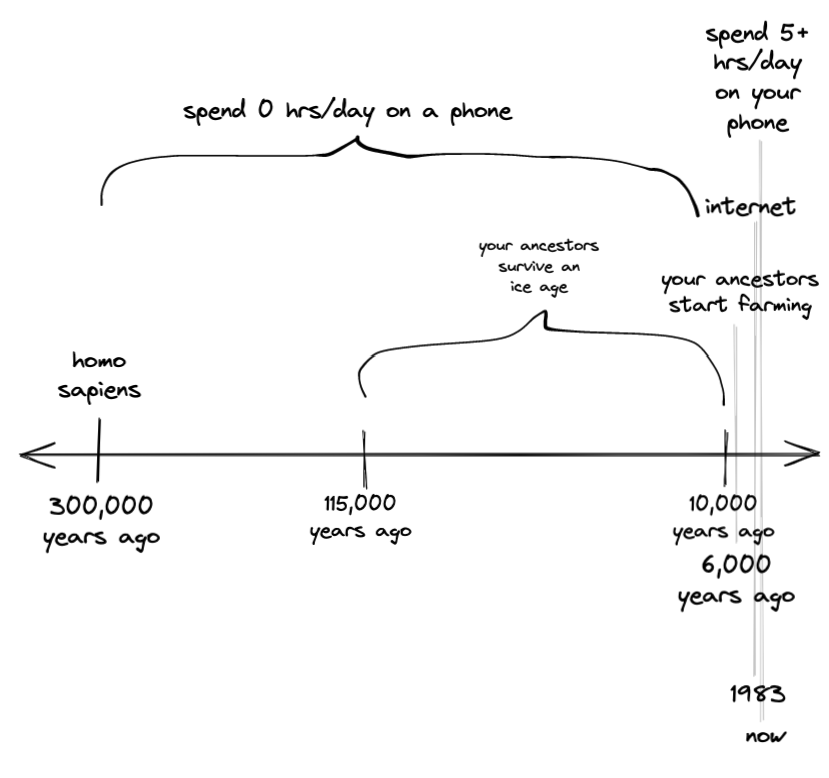 spend 5+
hrs/day
on your
phone
spend 0 hrs/day on a phone
internet
your ancestors
survive an
ice age
your ancestors
start farming
homo
sapiens
300,000
years ago
115,000
years ago
10,000
years ago
6,000
years ago
1983
now